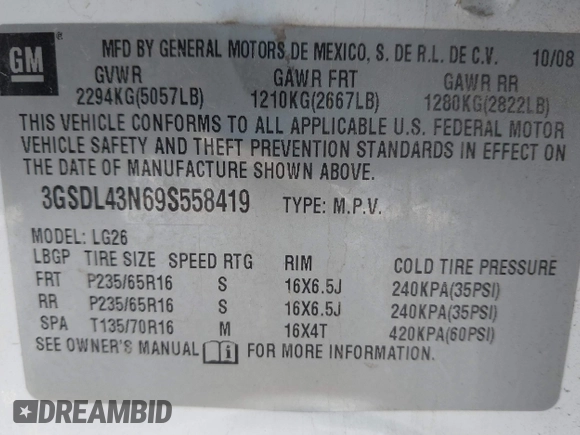 GM
®
MFD BY GENERAL MOTORS DE MEXICO, S. DE R.L. DE C.V. 10/08
GVWR GAWR FRT GAWR RR
2294KG(5057LB) 1210KG(2667LB) 1280KG(2822LB)
THIS VEHICLE CONFORMS TO ALL APPLICABLE U.S. FEDERAL MOTOR
VEHICLE SAFETY AND THEFT PREVENTION STANDARDS IN EFFECT ON
THE DATE OF MANUFACTURE SHOWN ABOVE.
3GSDL43N69S558419 TYPE: M.P.V.
MODEL: LG26
LBGP TIRE SIZE SPEED RTG RIM COLD TIRE PRESSURE
FRT P235/65R16 S 16X6.5J 240KPA(35PSI)
RR P235/65R16 S 16X6.5J 240KPA(35PSI)
SPA T135/70R16 M 16X4T 420KPA(60PSI)
SEE OWNER'S MANUAL i FOR MORE INFORMATION.
DREAMBID